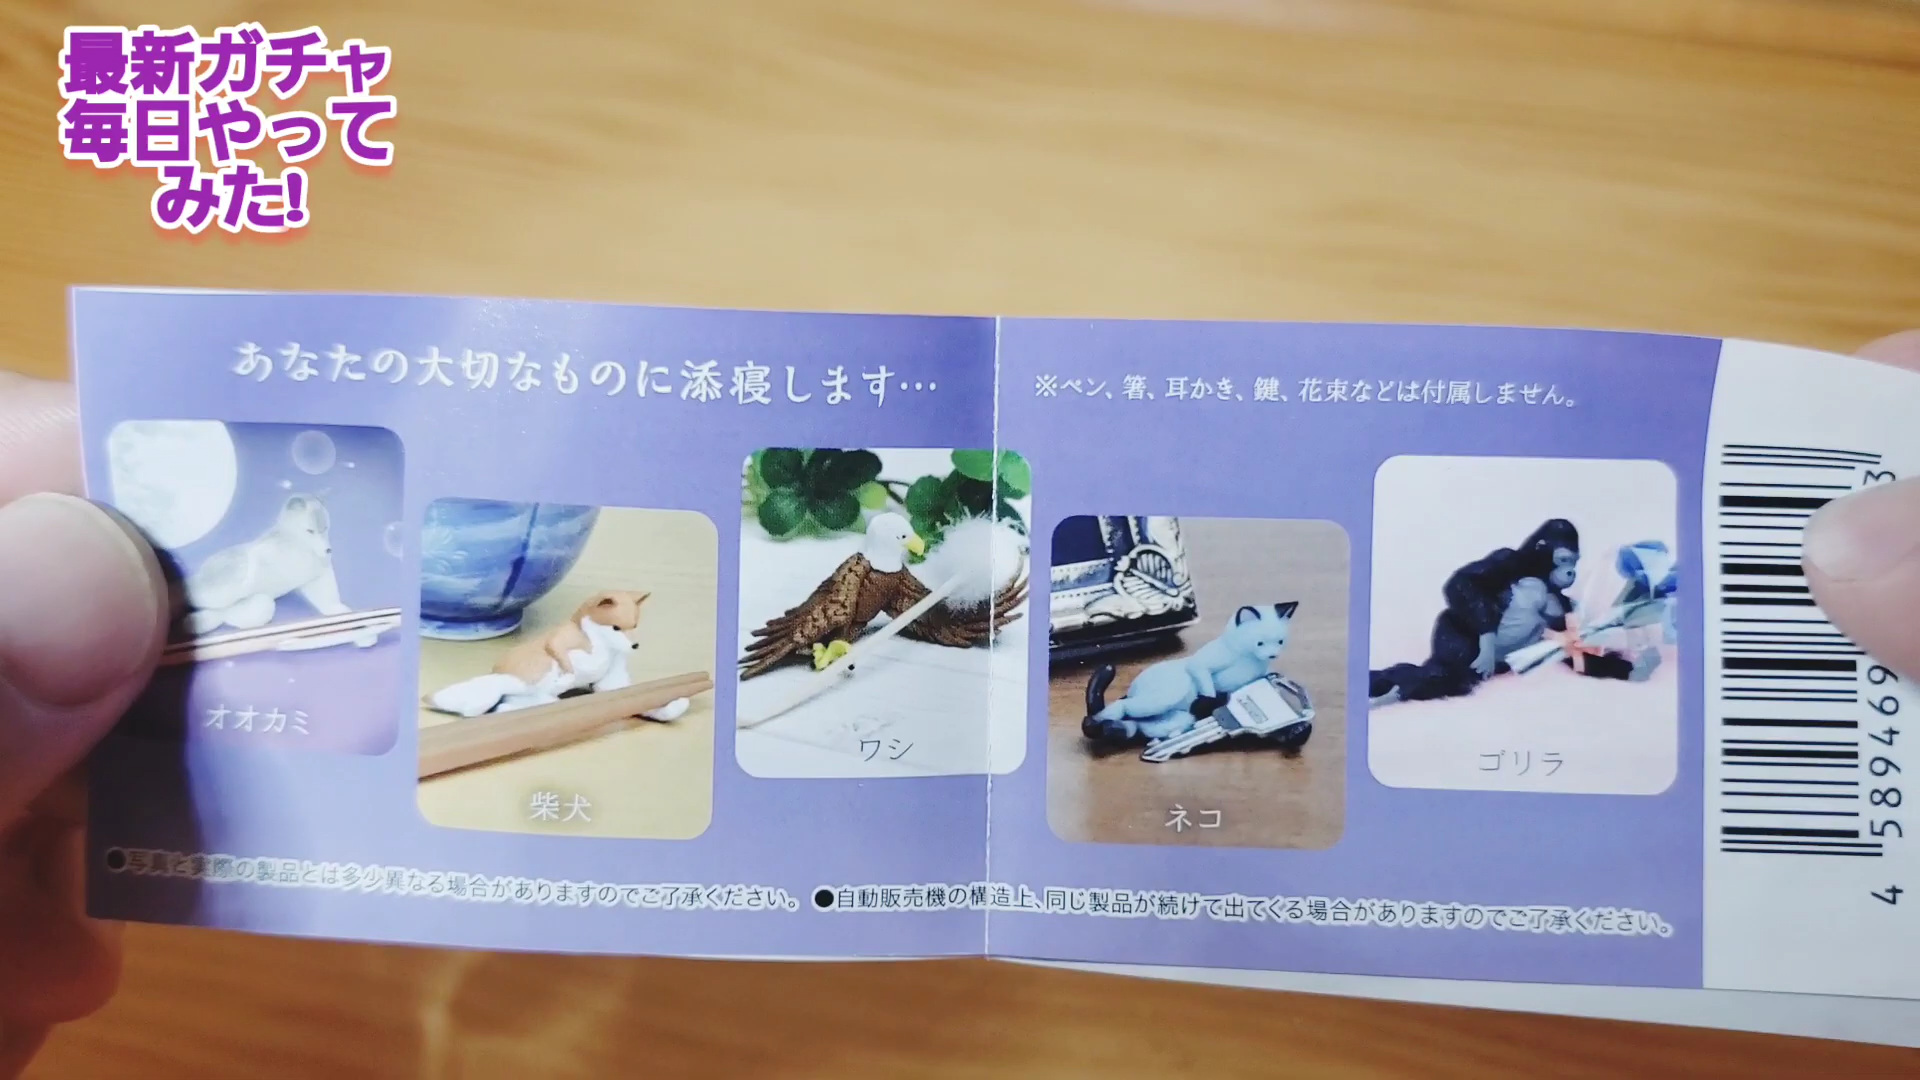 最新ガチャ
毎日やって
みた!
あなたの大切なものに添寝します…
※ペン、箸、耳かき、鍵、花束などは付属しません。
オオカミ
柴犬
ワシ
ネコ
ゴリラ
●写真と実際の製品とは多少異なる場合がありますのでご了承ください。 ●自動販売機の構造上、同じ製品が続けて出てくる場合がありますのでご了承ください。